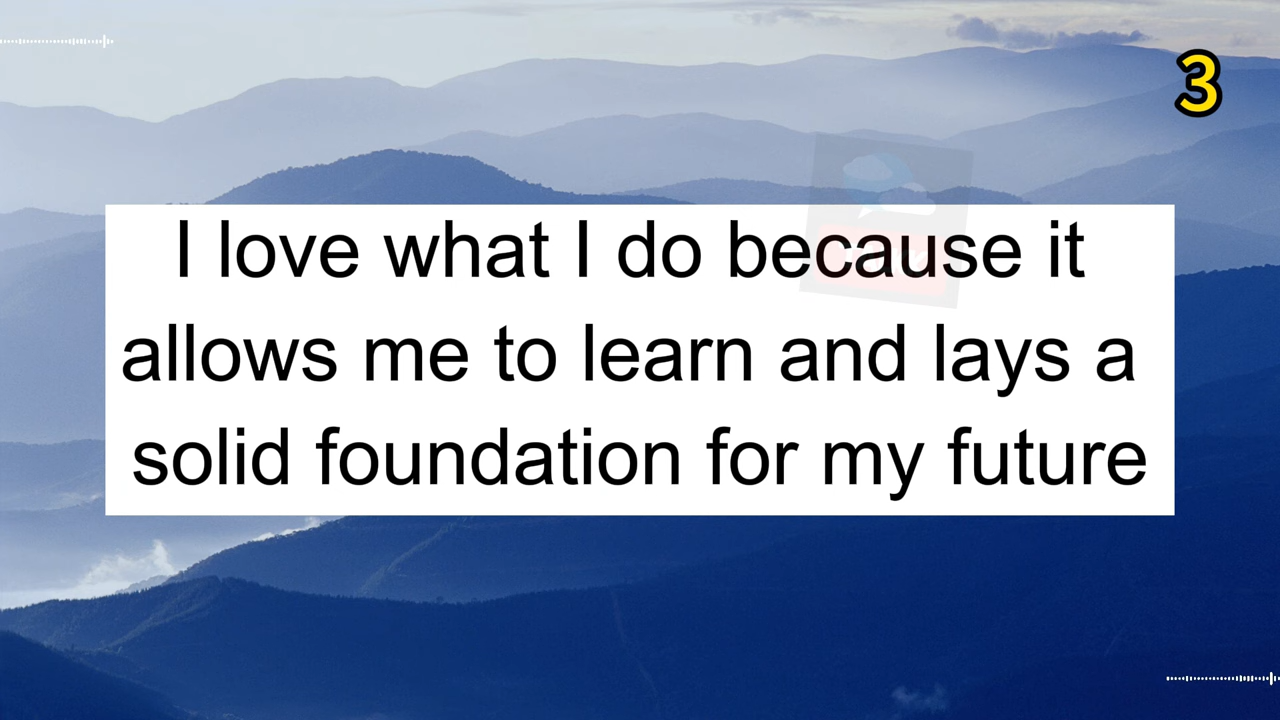 3
I love what I do because it
allows me to learn and lays a
solid foundation for my future